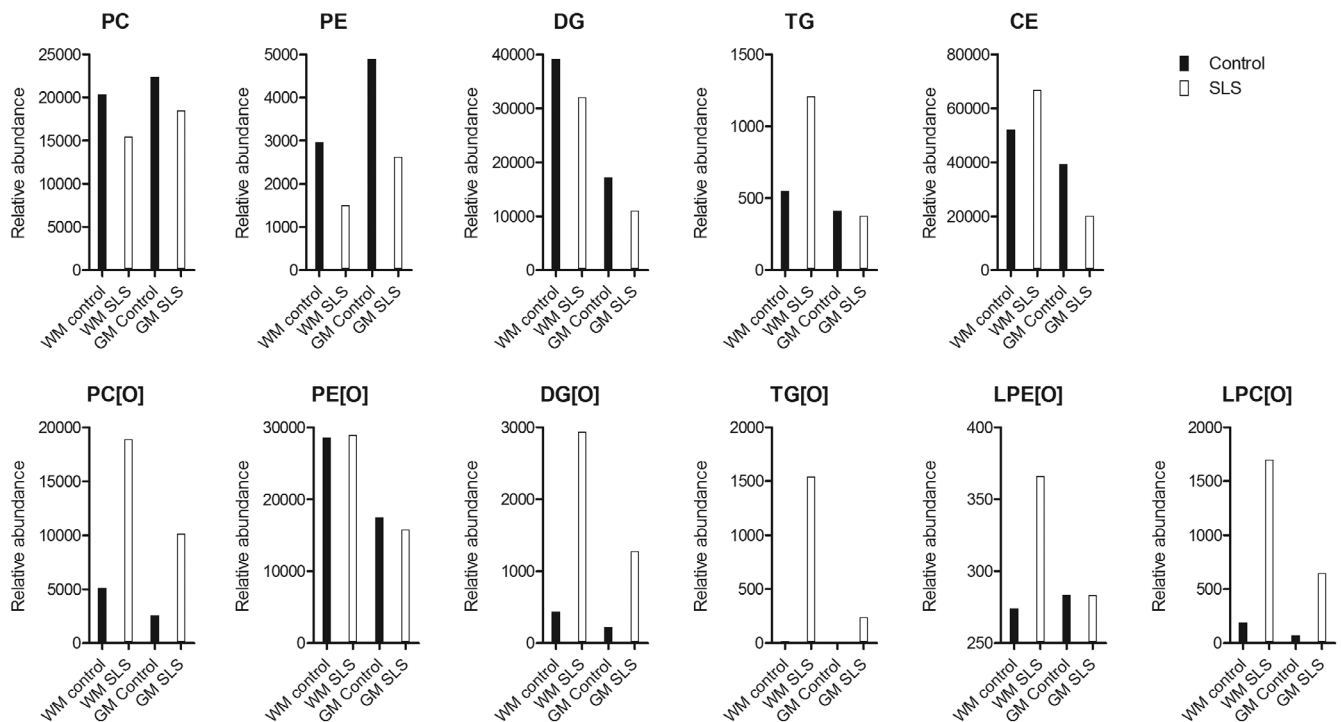 PC
PE
DG
TG
CE
Relative abundance
25000
20000
15000
10000
5000
0
WM control
WM SLS
GM Control
GM SLS
Relative abundance
5000
4000
3000
2000
1000
0
WM control
WM SLS
GM Control
GM SLS
Relative abundance
40000
30000
20000
10000
0
WM control
WM SLS
GM Control
GM SLS
Relative abundance
1500
1000
500
0
WM control
WM SLS
GM Control
GM SLS
Relative abundance
80000
60000
40000
20000
0
WM control
WM SLS
GM Control
GM SLS
Control
SLS
PC[O]
PE[O]
DG[O]
TG[O]
LPE[O]
LPC[O]
Relative abundance
20000
15000
10000
5000
0
WM control
WM SLS
GM Control
GM SLS
Relative abundance
30000
20000
10000
0
WM control
WM SLS
GM Control
GM SLS
Relative abundance
3000
2000
1000
0
WM control
WM SLS
GM Control
GM SLS
Relative abundance
2000
1500
1000
500
0
WM control
WM SLS
GM Control
GM SLS
Relative abundance
400
350
300
250
WM control
WM SLS
GM Control
GM SLS
Relative abundance
2000
1500
1000
500
0
WM control
WM SLS
GM Control
GM SLS